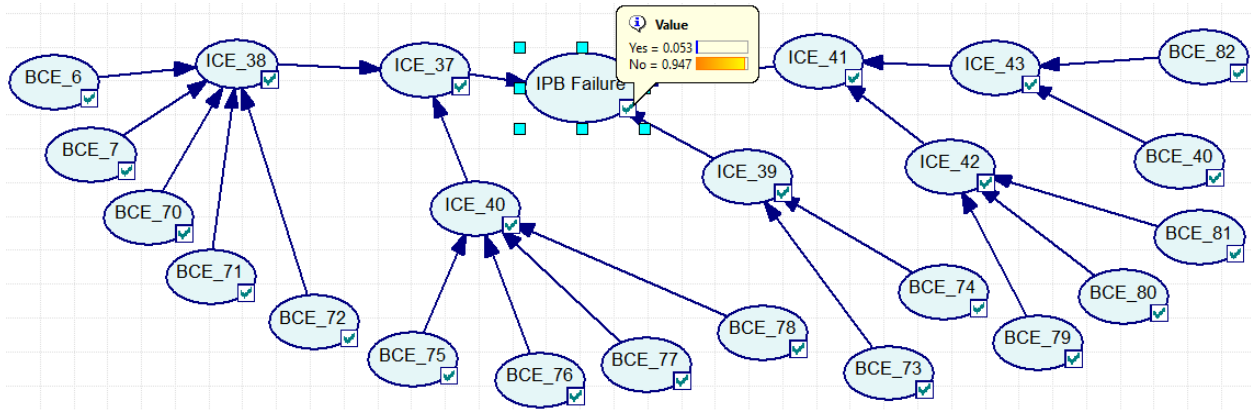 Value
Yes = 0.053
No = 0.947
BCE_6
ICE_38
ICE_37
IPB Failure
ICE_41
ICE_43
BCE_82
BCE_7
ICE_39
ICE_42
BCE_40
BCE_70
ICE_40
BCE_71
BCE_81
BCE_72
BCE_74
BCE_80
BCE_75
BCE_76
BCE_77
BCE_78
BCE_73
BCE_79